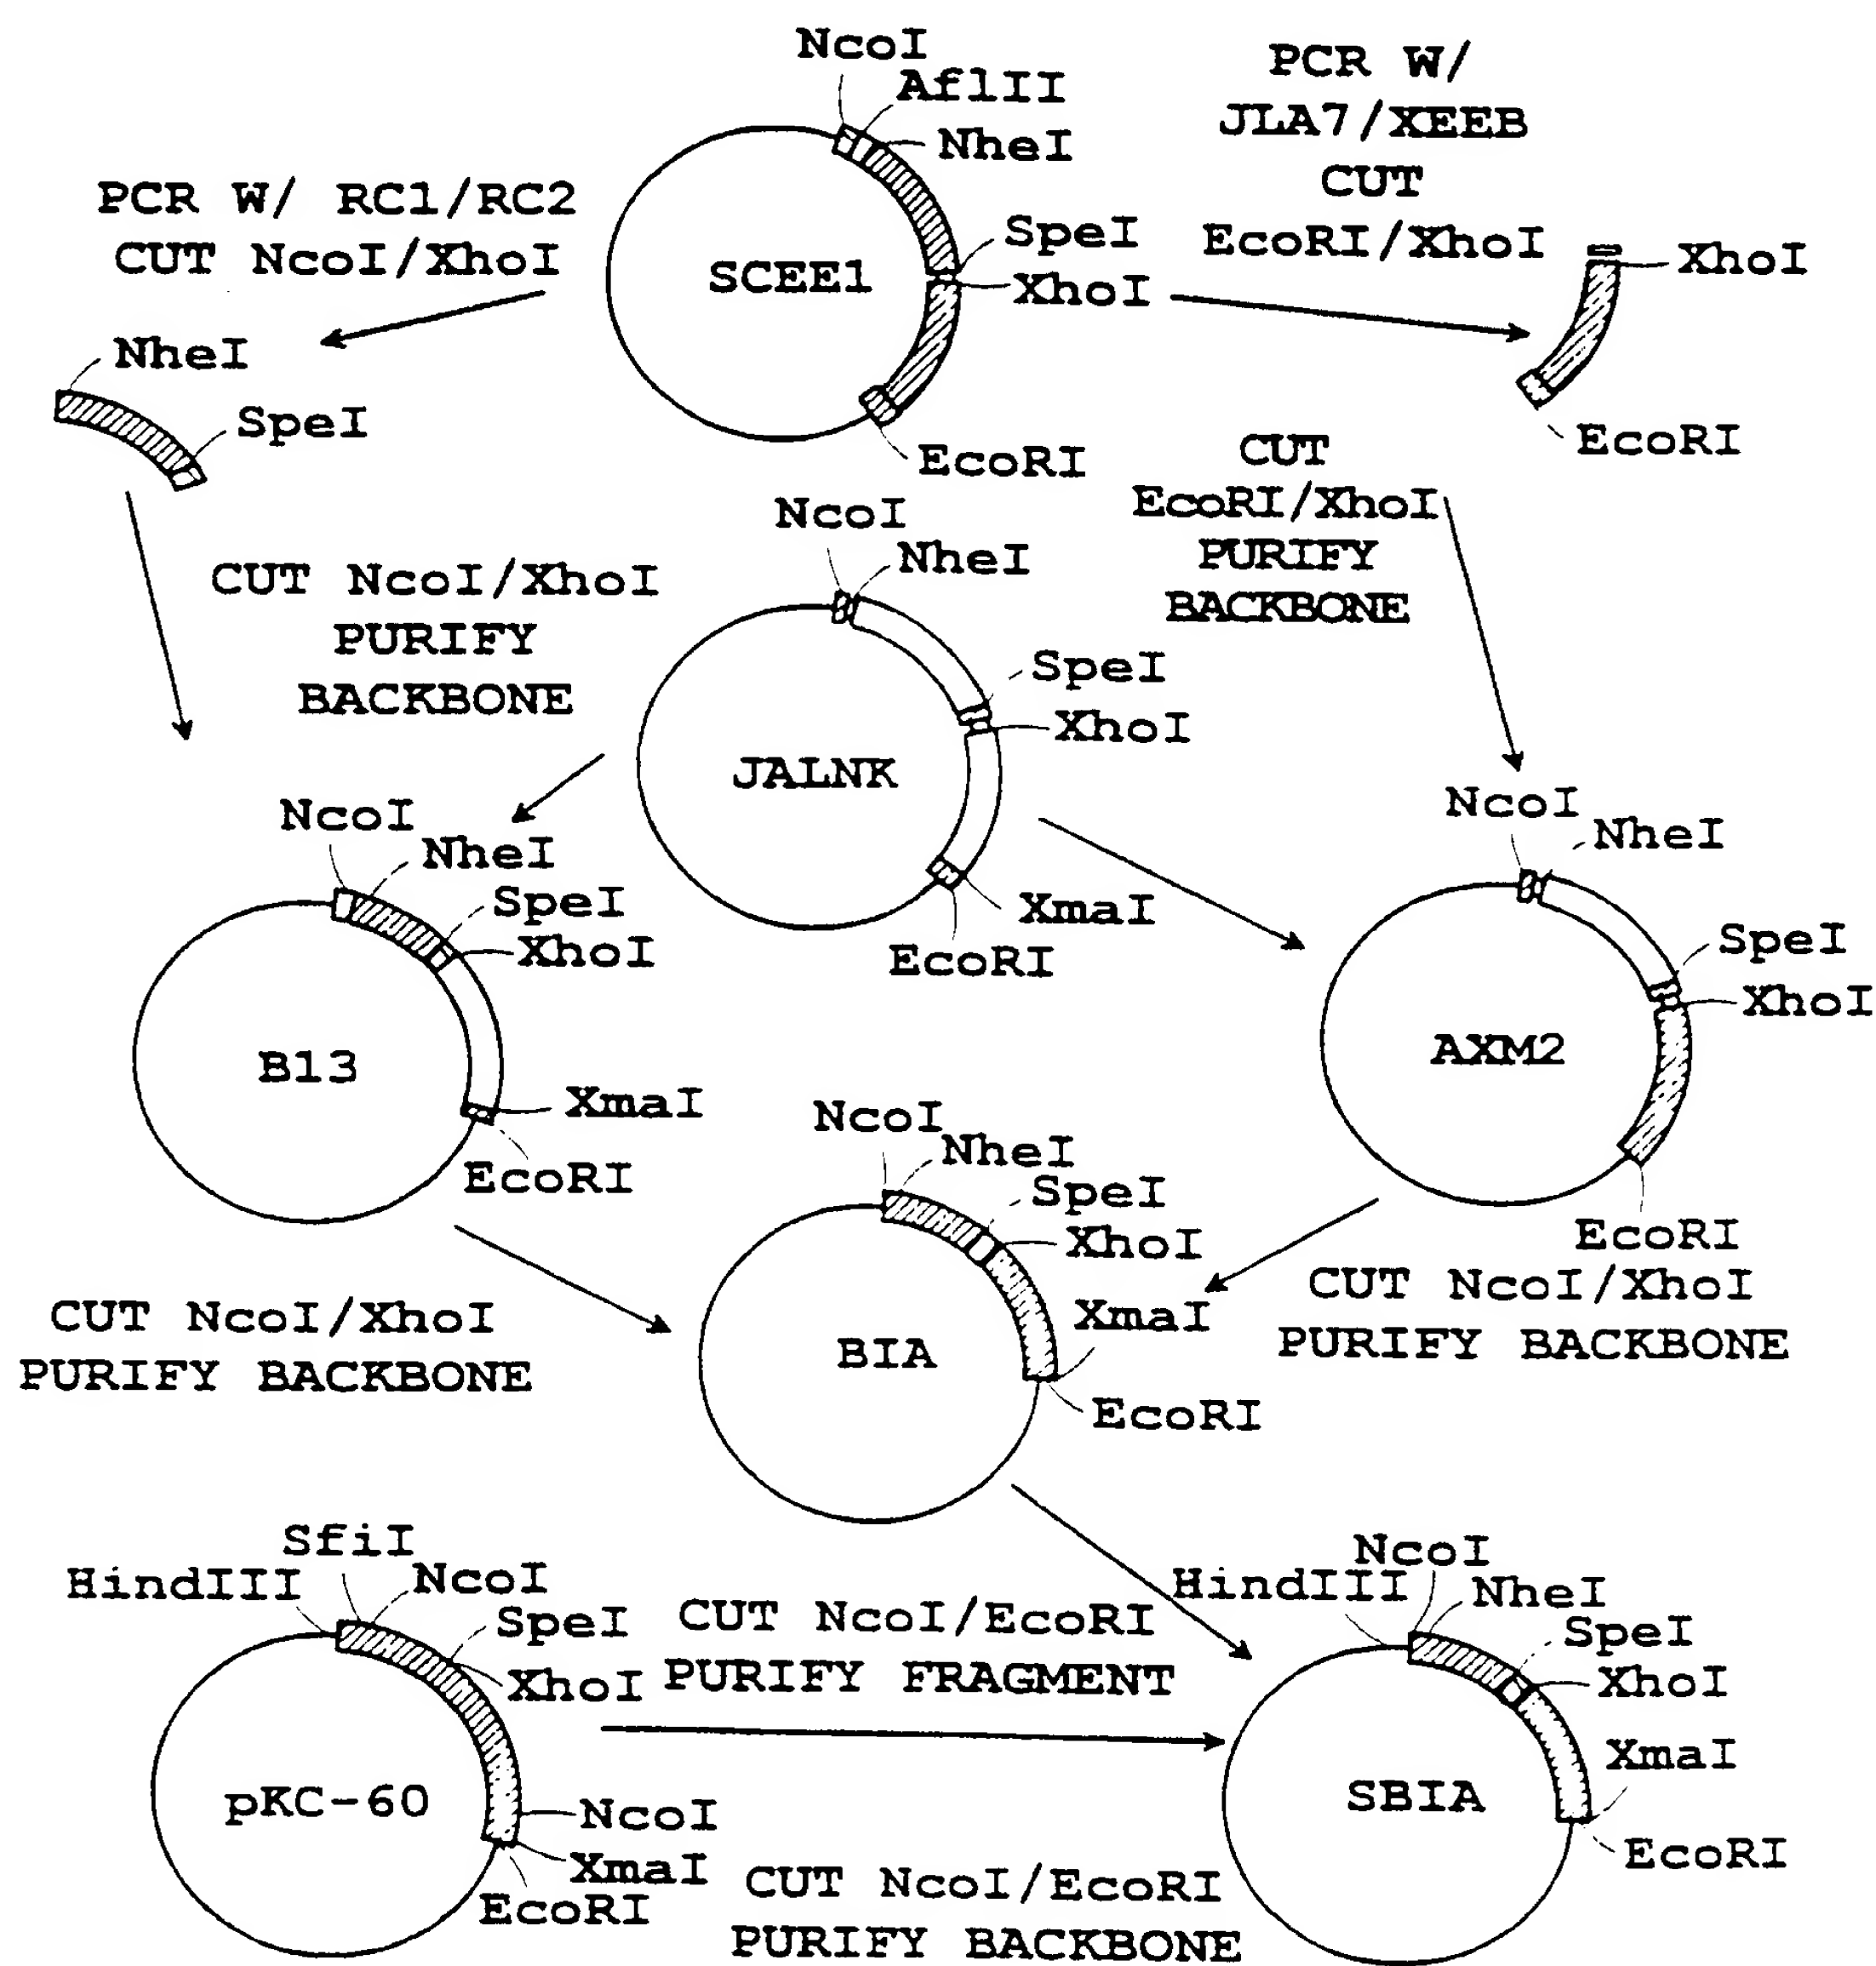 NcoI
AflII
NheI
SpeI
XhoI
EcoRI
SCEE1
PCR W/ RC1/RC2
CUT NcoI/XhoI
NheI
SpeI
PCR W/
JLA7/XEEB
CUT
EcoRI/XhoI
XhoI
EcoRI
CUT
EcoRI/XhoI
PURIFY
BACKBONE
CUT NcoI/XhoI
PURIFY
BACKBONE
NcoI
NheI
SpeI
XhoI
JALNK
XmaI
EcoRI
NcoI
NheI
SpeI
XhoI
B13
XmaI
EcoRI
NcoI
NheI
SpeI
XhoI
AXM2
EcoRI
CUT NcoI/XhoI
PURIFY BACKBONE
CUT NcoI/XhoI
PURIFY BACKBONE
NcoI
NheI
SpeI
XhoI
XmaI
BIA
EcoRI
SfiI
HindIII
NcoI
SpeI
XhoI
pKC-60
NcoI
XmaI
EcoRI
CUT NcoI/EcoRI
PURIFY FRAGMENT
CUT NcoI/EcoRI
PURIFY BACKBONE
NcoI
HindIII
NheI
SpeI
XhoI
XmaI
SBIA
EcoRI